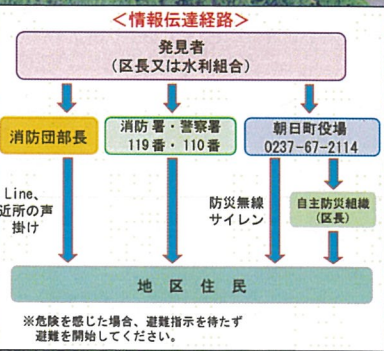 ＜情報伝達経路＞
発見者
（区長又は水利組合）
消防団部長
消防署・警察署
119番・110番
朝日町役場
0237-67-2114
Line、
近所の声
掛け
防災無線
サイレン
自主防災組織
（区長）
地区住民
※危険を感じた場合、避難指示を待たず
避難を開始してください。